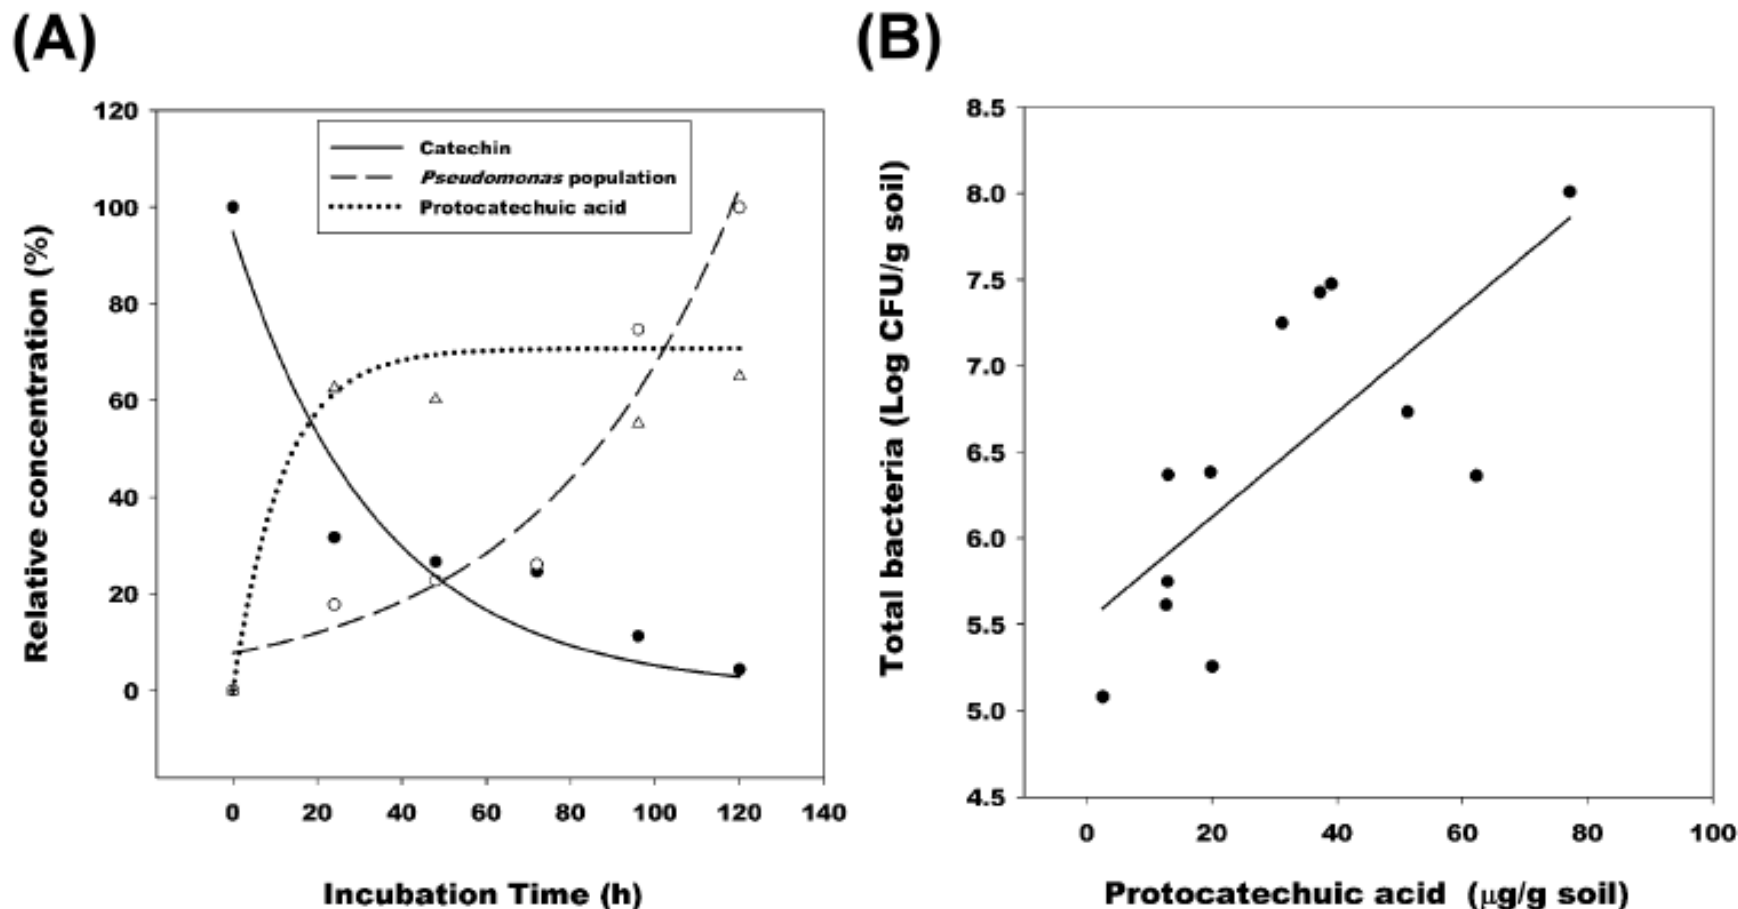 (A)
(B)
120
100
80
60
40
20
0
Relative concentration (%)
Catechin
Pseudomonas population
Protocatechuic acid
0 20 40 60 80 100 120 140
Incubation Time (h)
8.5
8.0
7.5
7.0
6.5
6.0
5.5
5.0
4.5
Total bacteria (Log CFU/g soil)
0 20 40 60 80 100
Protocatechuic acid (μg/g soil)